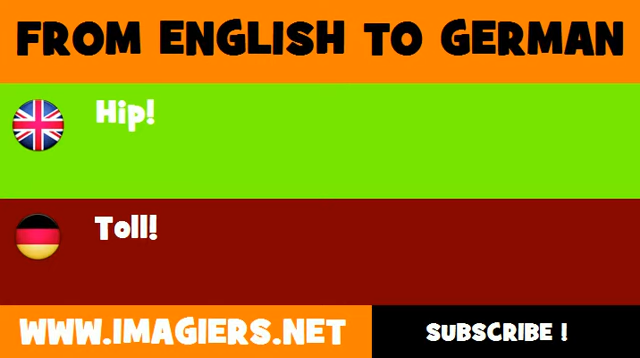 FROM ENGLISH TO GERMAN
Hip!
Toll!
WWW.IMAGIERS.NET
SUBSCRIBE !